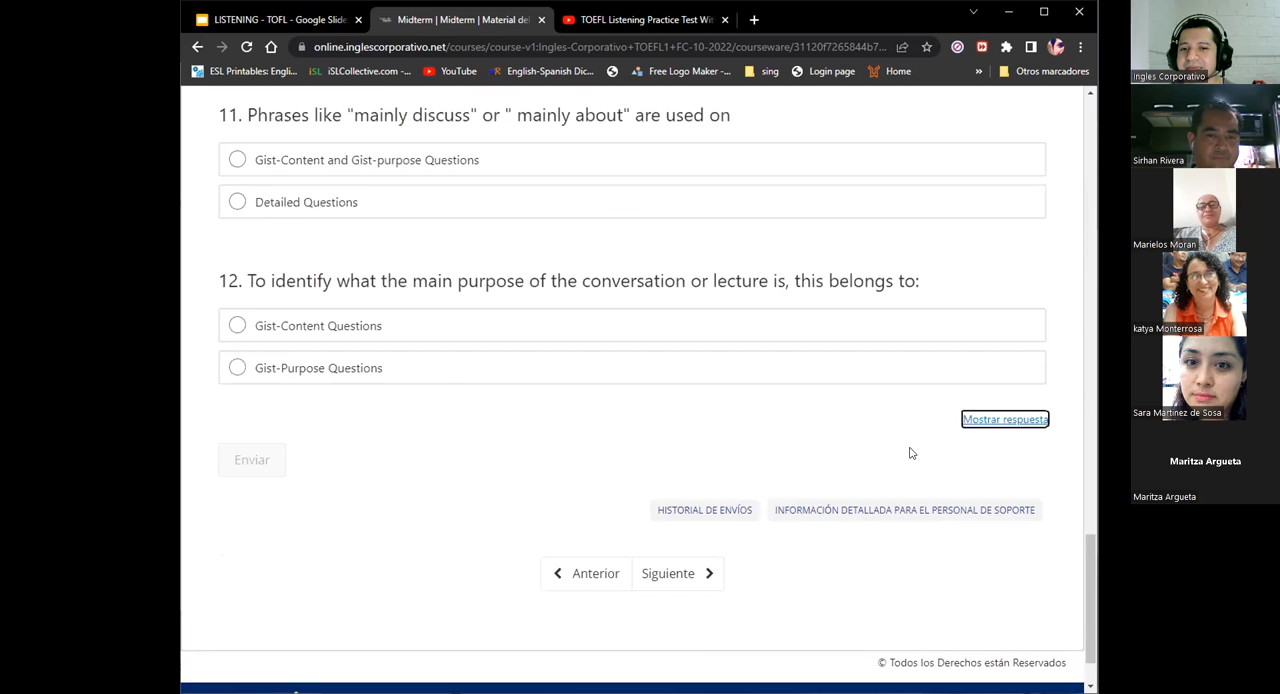 LISTENING - TOFL - Google Slide
Midterm | Midterm | Material de
TOEFL Listening Practice Test Wit
online.inglescorporativo.net/courses/course-v1:Ingles-Corporativo+TOEFL1+FC-10-2022/courseware/31120f7265844b7...
ESL Printables: Engli...
iSLCollective.com -...
YouTube
English-Spanish Dic...
Free Logo Maker -...
sing
Login page
Home
»
Otros marcadores
11. Phrases like "mainly discuss" or " mainly about" are used on
Gist-Content and Gist-purpose Questions
Detailed Questions
12. To identify what the main purpose of the conversation or lecture is, this belongs to:
Gist-Content Questions
Gist-Purpose Questions
Mostrar respuesta
Enviar
HISTORIAL DE ENVÍOS
INFORMACIÓN DETALLADA PARA EL PERSONAL DE SOPORTE
Anterior
Siguiente
© Todos los Derechos están Reservados
Ingles Corporativo
Sirhan Rivera
Marielos Moran
katya Monterrosa
Sara Martinez de Sosa
Maritza Argueta
Maritza Argueta